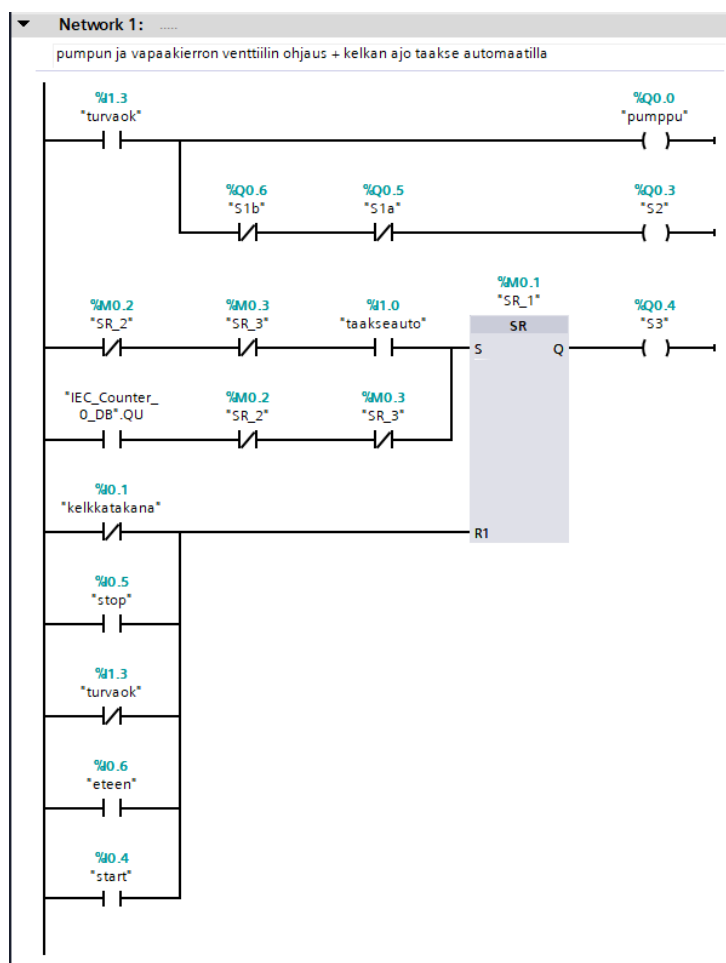 Network 1: .....
pumpun ja vapaakierron venttiilin ohjaus + kelkan ajo taakse automaatilla
%I1.3
"turvaok"
%Q0.0
"pumppu"
%Q0.6
"S1b"
%Q0.5
"S1a"
%Q0.3
"S2"
%M0.2
"SR_2"
%M0.3
"SR_3"
%I1.0
"taakseauto"
%M0.1
"SR_1"
SR
S
Q
R1
%Q0.4
"S3"
"IEC_Counter_
0_DB".QU
%M0.2
"SR_2"
%M0.3
"SR_3"
%I0.1
"kelkkatakana"
%I0.5
"stop"
%I1.3
"turvaok"
%I0.6
"eteen"
%I0.4
"start"